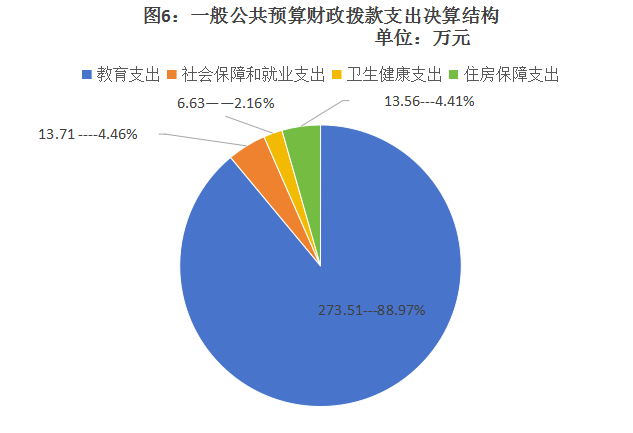 图6：一般公共预算财政拨款支出决算结构
单位：万元
教育支出 社会保障和就业支出 卫生健康支出 住房保障支出
6.63——2.16%
13.56---4.41%
13.71 ----4.46%
273.51---88.97%